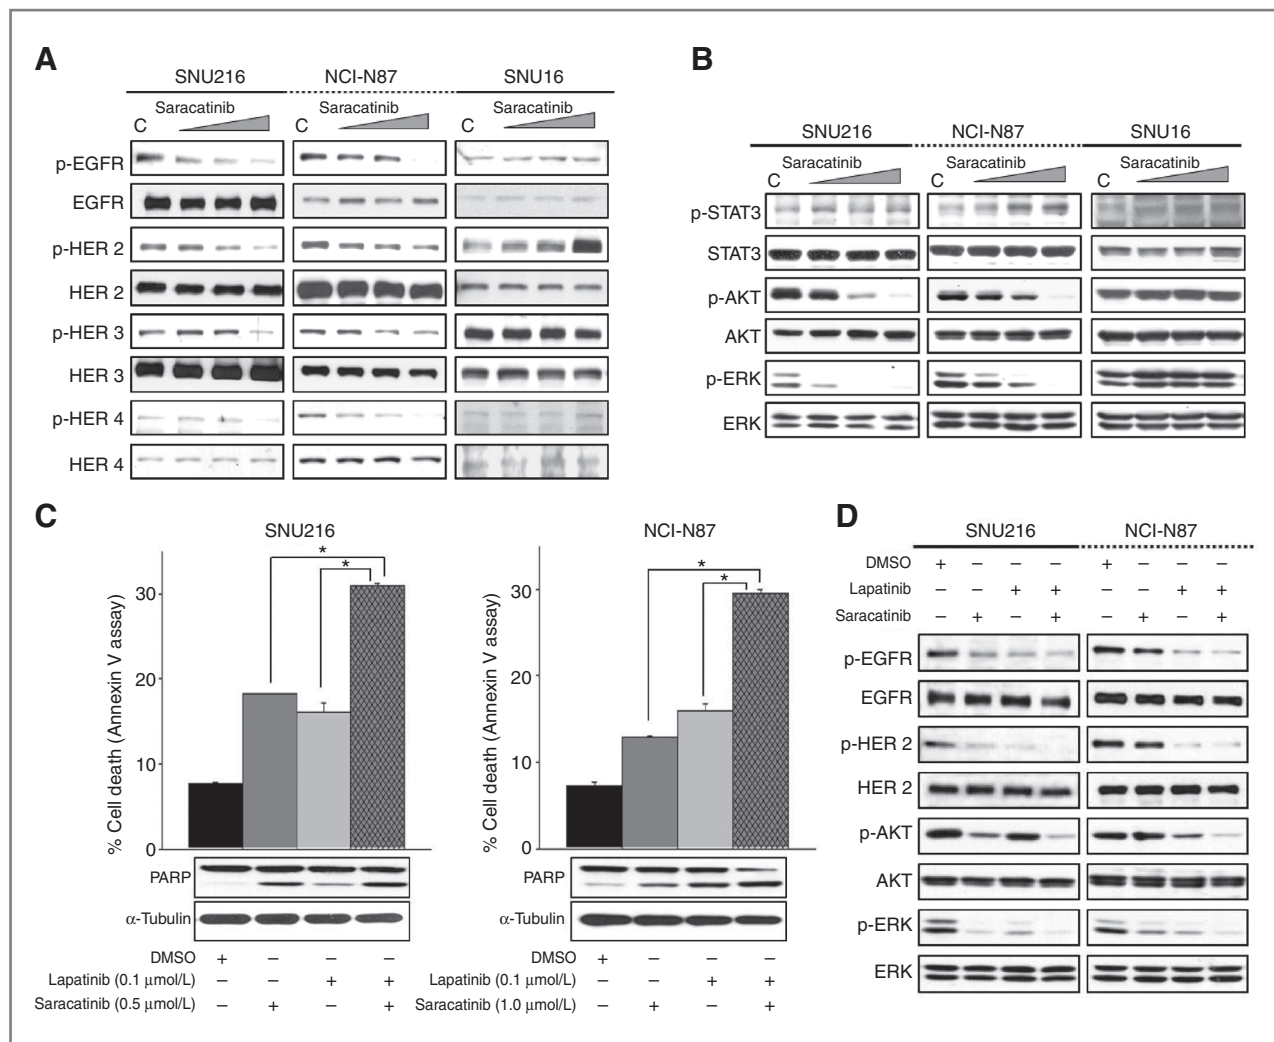 A
SNU216 NCI-N87 SNU16
Saracatinib Saracatinib Saracatinib
C C C
p-EGFR
EGFR
p-HER 2
HER 2
p-HER 3
HER 3
p-HER 4
HER 4
B
SNU216 NCI-N87 SNU16
Saracatinib Saracatinib Saracatinib
C C C
p-STAT3
STAT3
p-AKT
AKT
p-ERK
ERK
C
SNU216
% Cell death (Annexin V assay)
30
20
10
0
* *
PARP
α-Tubulin
DMSO + – – –
Lapatinib (0.1 μmol/L) – – + +
Saracatinib (0.5 μmol/L) – + – +
NCI-N87
% Cell death (Annexin V assay)
30
20
10
0
* *
PARP
α-Tubulin
DMSO + – – –
Lapatinib (0.1 μmol/L) – – + +
Saracatinib (1.0 μmol/L) – + – +
D
SNU216 NCI-N87
DMSO + – – – + – – –
Lapatinib – – + + – – + +
Saracatinib – + – + – + – +
p-EGFR
EGFR
p-HER 2
HER 2
p-AKT
AKT
p-ERK
ERK